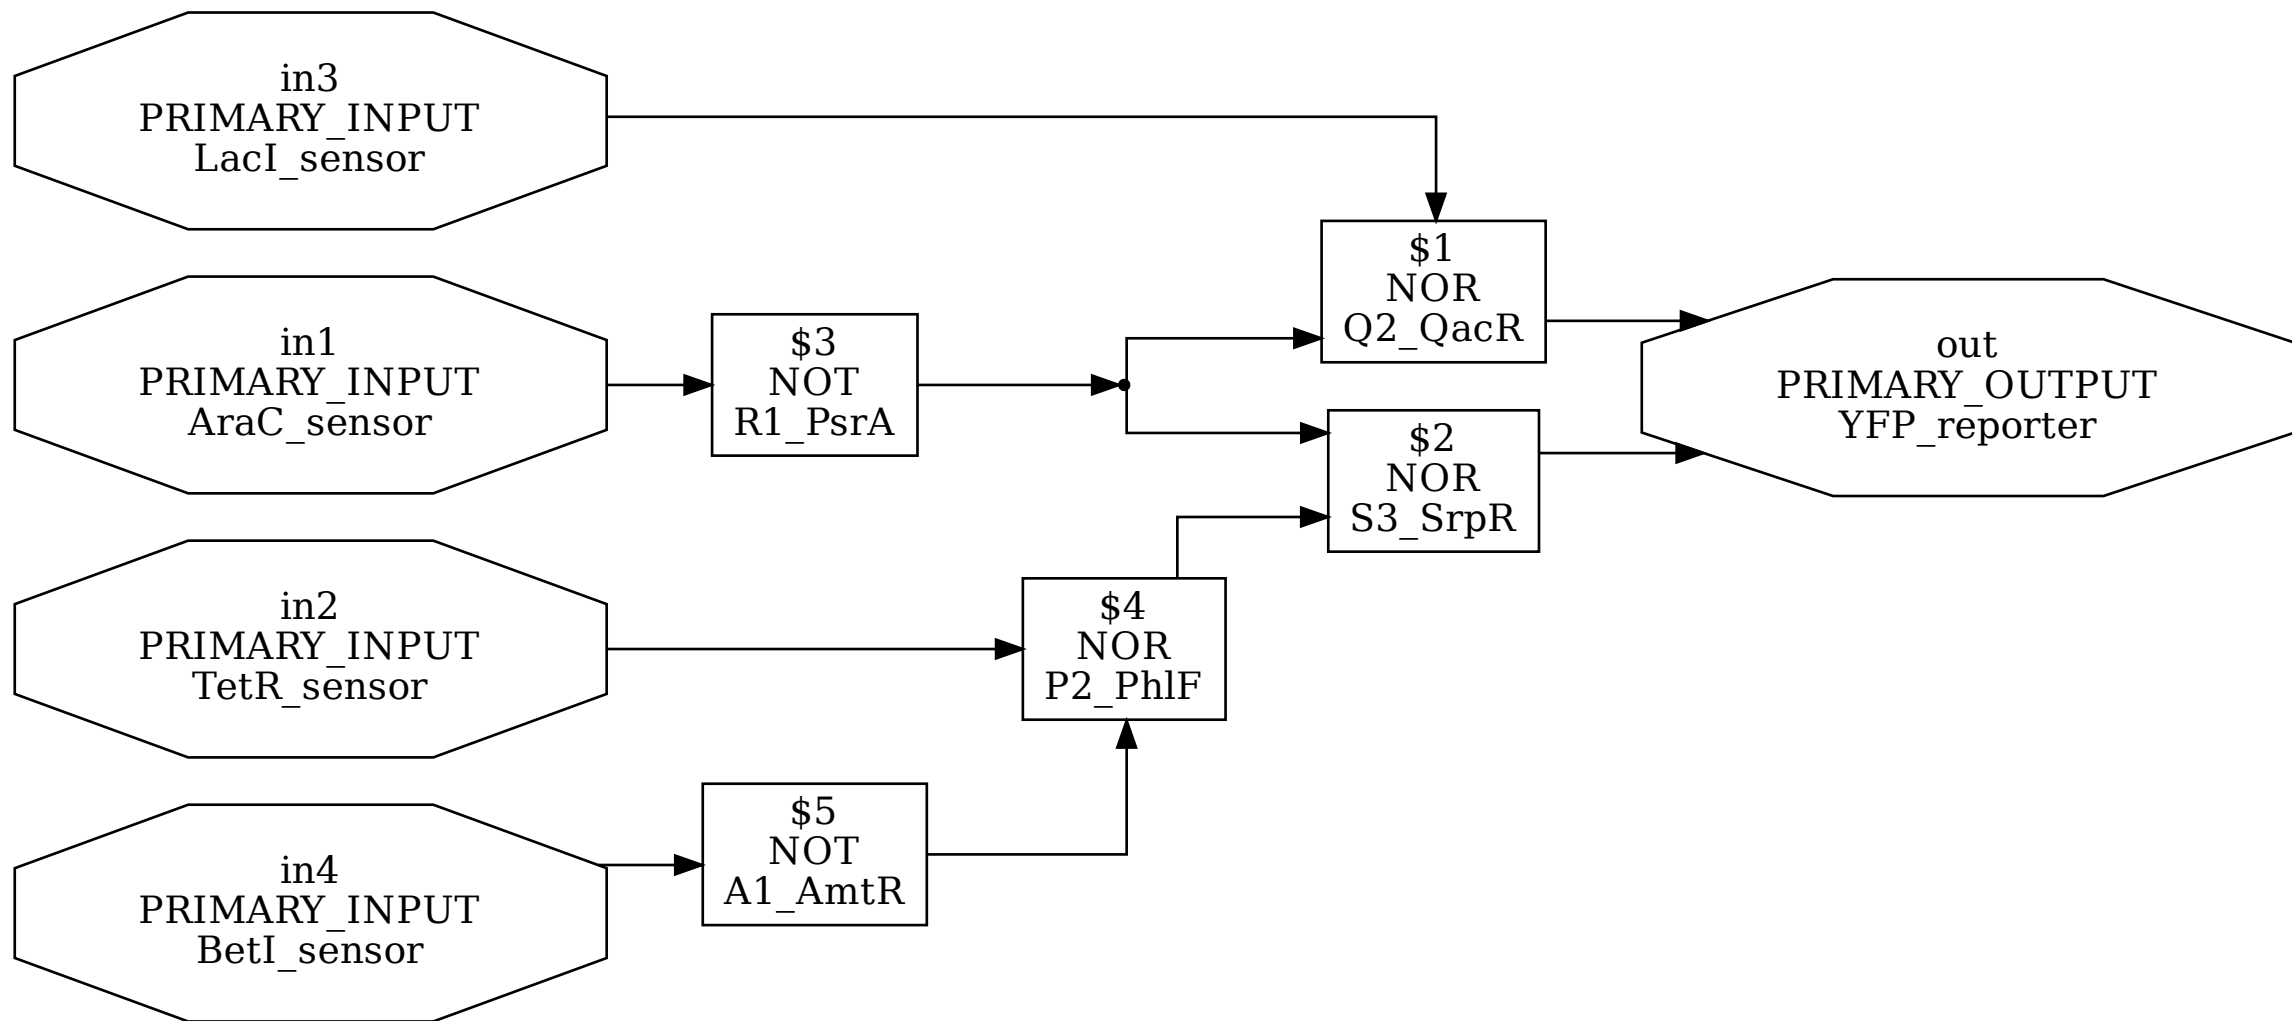 in3
PRIMARY_INPUT
LacI_sensor
$1
NOR
Q2_QacR
in1
PRIMARY_INPUT
AraC_sensor
$3
NOT
R1_PsrA
out
PRIMARY_OUTPUT
YFP_reporter
$2
NOR
S3_SrpR
in2
PRIMARY_INPUT
TetR_sensor
$4
NOR
P2_PhlF
in4
PRIMARY_INPUT
BetI_sensor
$5
NOT
A1_AmtR